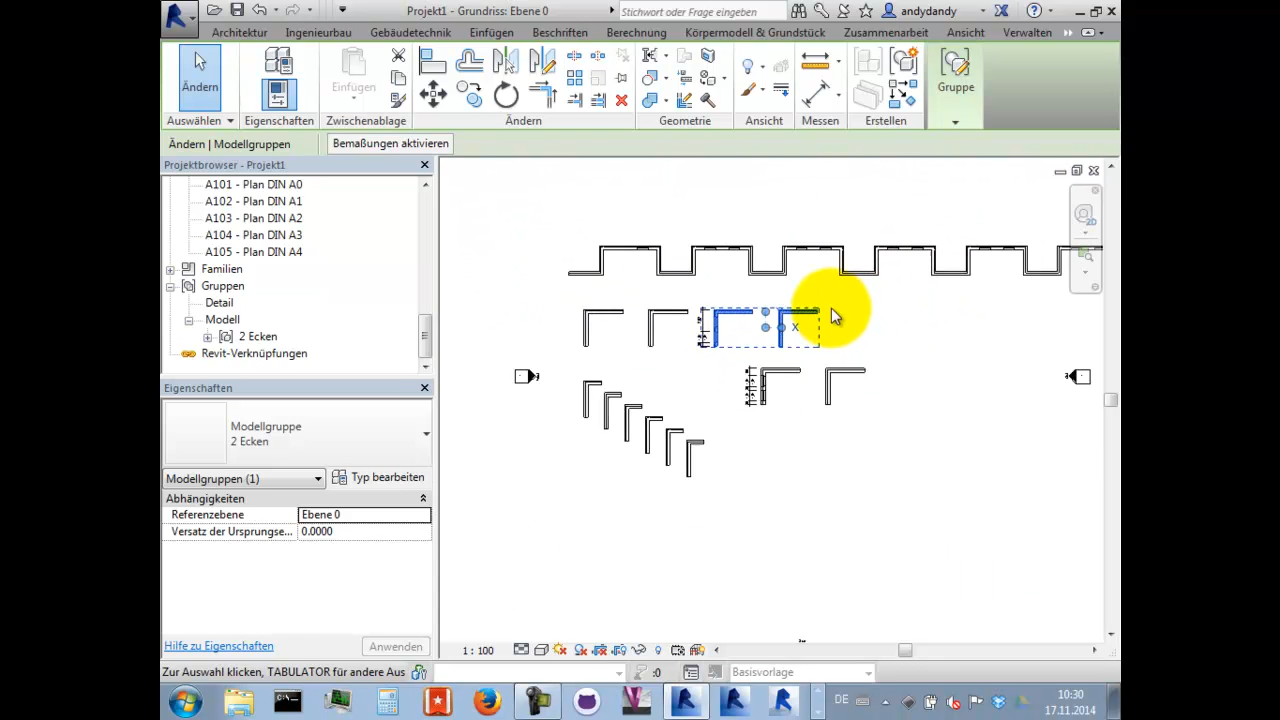 Projekt1 - Grundriss: Ebene 0
Stichwort oder Frage eingeben
andydandy
Architektur
Ingenieurbau
Gebäudetechnik
Einfügen
Beschriften
Berechnung
Körpermodell & Grundstück
Zusammenarbeit
Ansicht
Verwalten
Ändern
Einfügen
Gruppe
Auswählen
Eigenschaften
Zwischenablage
Ändern
Geometrie
Ansicht
Messen
Erstellen
Ändern | Modellgruppen
Bemaßungen aktivieren
Projektbrowser - Projekt1
A101 - Plan DIN A0
A102 - Plan DIN A1
A103 - Plan DIN A2
A104 - Plan DIN A3
A105 - Plan DIN A4
Familien
Gruppen
Detail
Modell
2 Ecken
Revit-Verknüpfungen
Eigenschaften
Modellgruppe
2 Ecken
Modellgruppen (1)
Typ bearbeiten
Abhängigkeiten
Referenzebene
Ebene 0
Versatz der Ursprungse...
0.0000
Hilfe zu Eigenschaften
Anwenden
2D
X
1 : 100
Zur Auswahl klicken, TABULATOR für andere Aus
:0
Basisvorlage
DE
10:30
17.11.2014